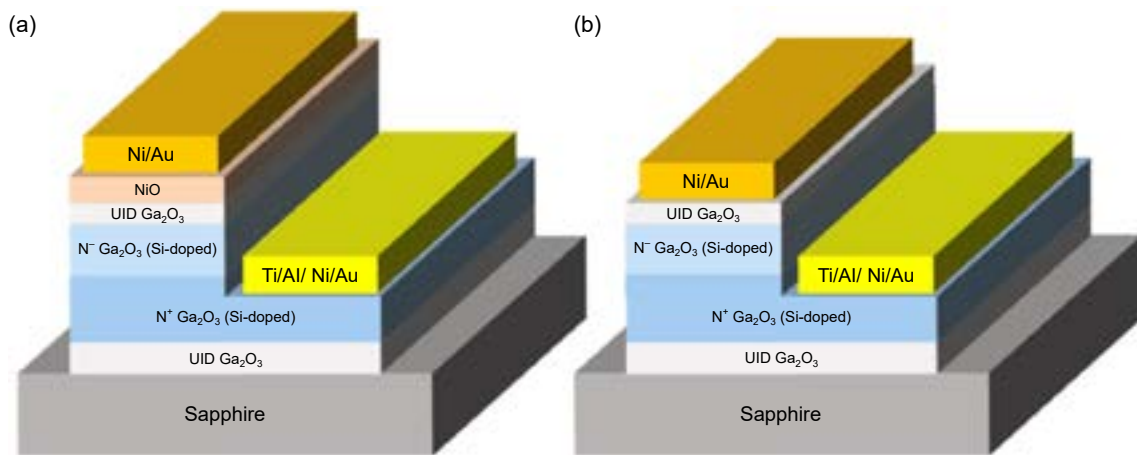 (a)
Ni/Au
NiO
UID Ga₂O₃
N⁻ Ga₂O₃ (Si-doped)
Ti/Al/ Ni/Au
N⁺ Ga₂O₃ (Si-doped)
UID Ga₂O₃
Sapphire
(b)
Ni/Au
UID Ga₂O₃
N⁻ Ga₂O₃ (Si-doped)
Ti/Al/ Ni/Au
N⁺ Ga₂O₃ (Si-doped)
UID Ga₂O₃
Sapphire